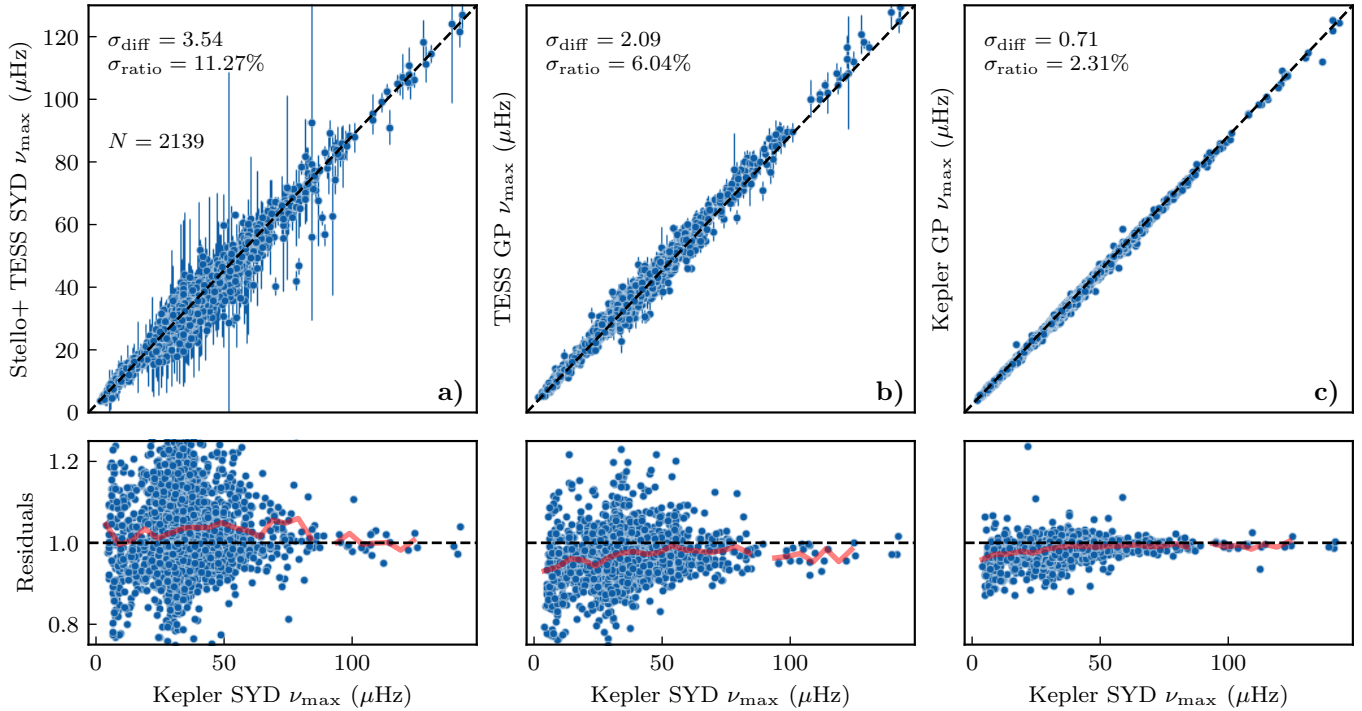 Stello+ TESS SYD ν_max (μHz)
120
100
80
60
40
20
0
σ_diff = 3.54
σ_ratio = 11.27%
N = 2139
a)
TESS GP ν_max (μHz)
σ_diff = 2.09
σ_ratio = 6.04%
b)
Kepler GP ν_max (μHz)
σ_diff = 0.71
σ_ratio = 2.31%
c)
Residuals
1.2
1.0
0.8
0 50 100
Kepler SYD ν_max (μHz)
0 50 100
Kepler SYD ν_max (μHz)
0 50 100
Kepler SYD ν_max (μHz)